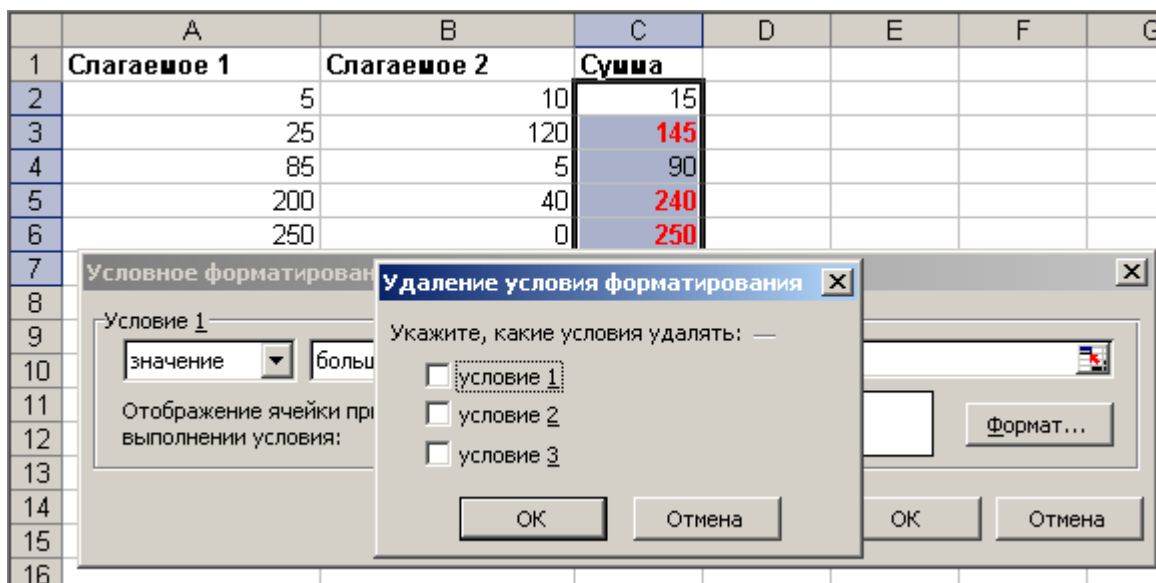 A B C D E F G
1 Слагаемое 1 Слагаемое 2 Сумма
2 5 10 15
3 25 120 145
4 85 5 90
5 200 40 240
6 250 0 250
7
8
9
10
11
12
13
14
15
16
Условное форматирован
Условие 1
значение больш
Отображение ячейки при
выполнении условия:
Формат...
ОК Отмена
Удаление условия форматирования
Укажите, какие условия удалять:
условие 1
условие 2
условие 3
ОК Отмена